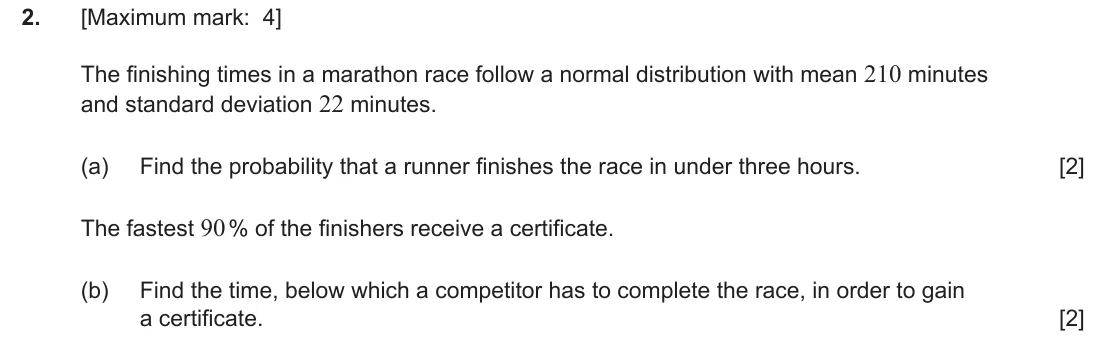 2. [Maximum mark: 4]
The finishing times in a marathon race follow a normal distribution with mean 210 minutes
and standard deviation 22 minutes.
(a) Find the probability that a runner finishes the race in under three hours. [2]
The fastest 90% of the finishers receive a certificate.
(b) Find the time, below which a competitor has to complete the race, in order to gain
a certificate. [2]